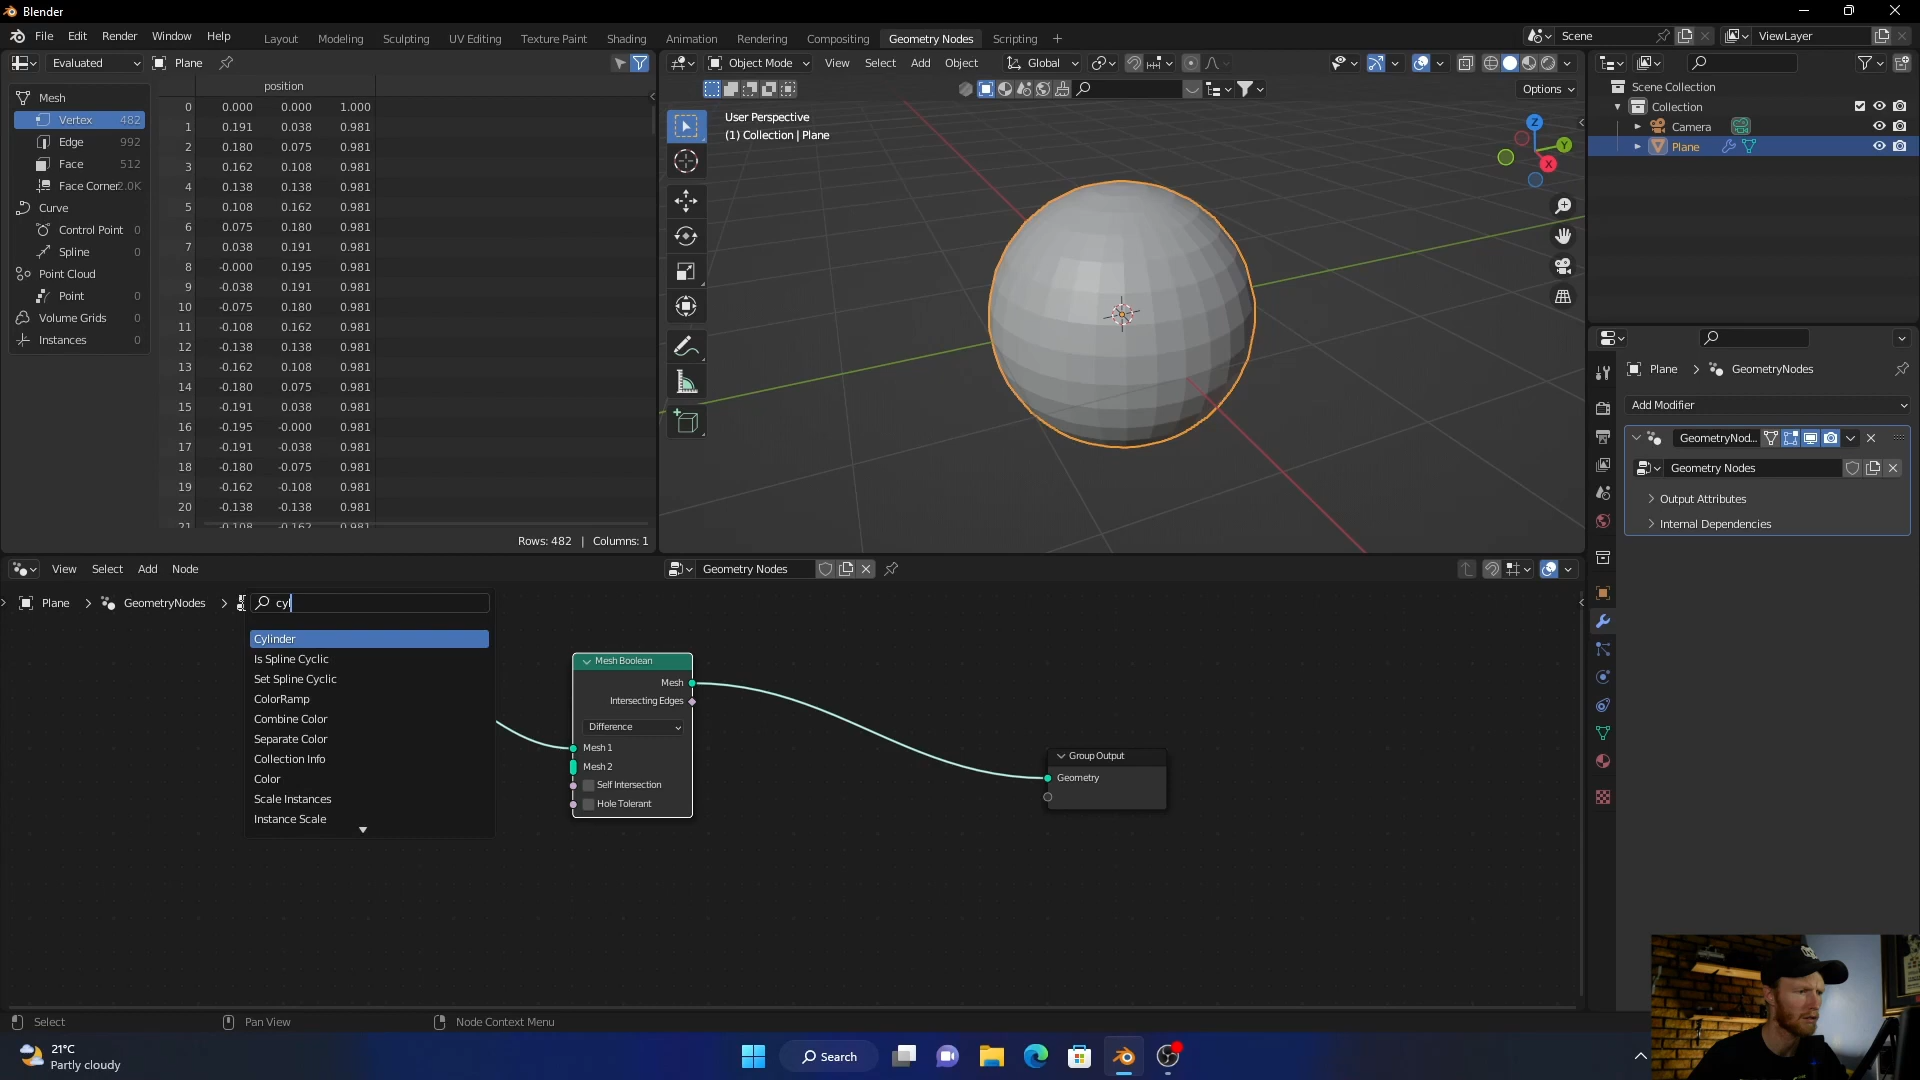 Blender
File Edit Render Window Help
Layout Modeling Sculpting UV Editing Texture Paint Shading Animation Rendering Compositing Geometry Nodes Scripting
Scene ViewLayer
Evaluated Plane
Object Mode View Select Add Object Global
Options
position
Mesh
Vertex 482
Edge 992
Face 512
Face Corner 2.0K
Curve
Control Point 0
Spline 0
Point Cloud
Point 0
Volume Grids 0
Instances 0
0 0.000 0.000 1.000
1 0.191 0.038 0.981
2 0.180 0.075 0.981
3 0.162 0.108 0.981
4 0.138 0.138 0.981
5 0.108 0.162 0.981
6 0.075 0.180 0.981
7 0.038 0.191 0.981
8 -0.000 0.195 0.981
9 -0.038 0.191 0.981
10 -0.075 0.180 0.981
11 -0.108 0.162 0.981
12 -0.138 0.138 0.981
13 -0.162 0.108 0.981
14 -0.180 0.075 0.981
15 -0.191 0.038 0.981
16 -0.195 -0.000 0.981
17 -0.191 -0.038 0.981
18 -0.180 -0.075 0.981
19 -0.162 -0.108 0.981
20 -0.138 -0.138 0.981
21 -0.108 -0.162 0.981
Rows: 482 | Columns: 1
User Perspective
(1) Collection | Plane
Z
Y
X
Scene Collection
Collection
Camera
Plane
Plane > GeometryNodes
Add Modifier
GeometryNod...
Geometry Nodes
Output Attributes
Internal Dependencies
View Select Add Node
Geometry Nodes
Plane > GeometryNodes >
cyl
Cylinder
Is Spline Cyclic
Set Spline Cyclic
ColorRamp
Combine Color
Separate Color
Collection Info
Color
Scale Instances
Instance Scale
Mesh Boolean
Mesh
Intersecting Edges
Difference
Mesh 1
Mesh 2
Self Intersection
Hole Tolerant
Group Output
Geometry
Select Pan View Node Context Menu
21°C
Partly cloudy
Search